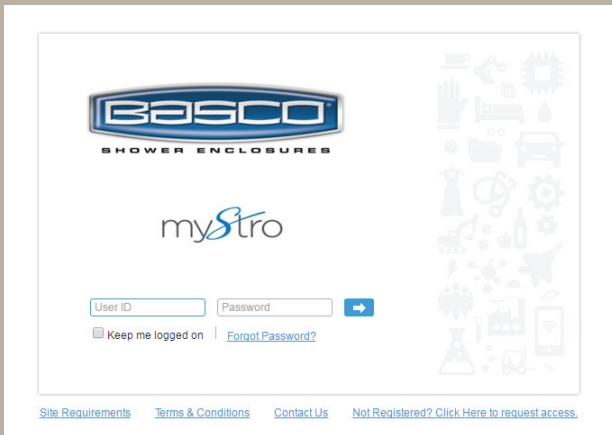 BASCO
SHOWER ENCLOSURES
myStro
User ID Password
Keep me logged on Forgot Password?
Site Requirements Terms & Conditions Contact Us Not Registered? Click Here to request access.